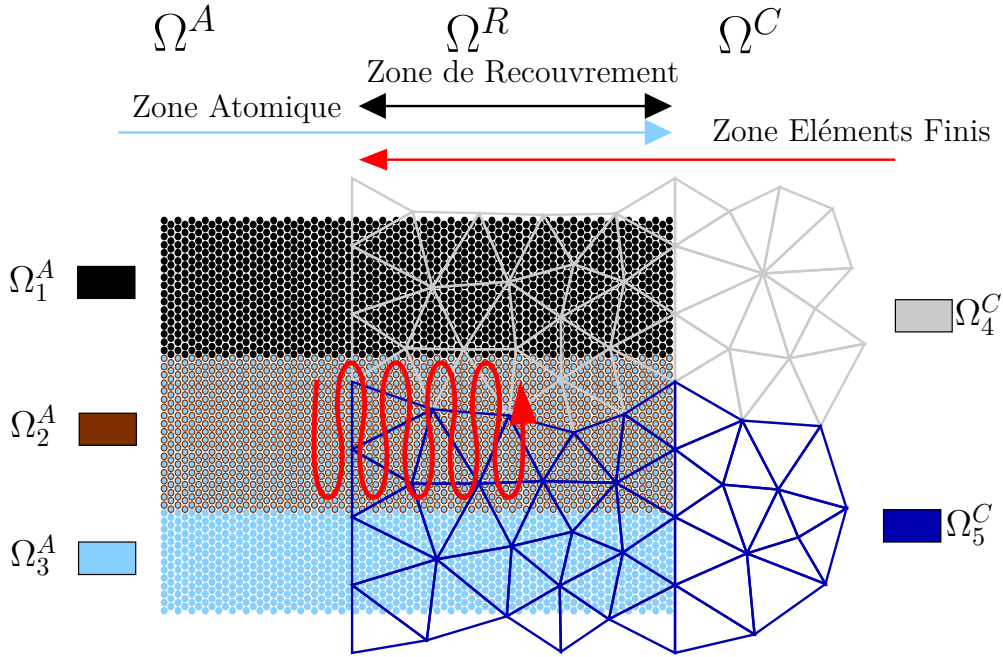 Ω^A Ω^R Ω^C
Zone de Recouvrement
Zone Atomique
Zone Eléments Finis
Ω_1^A
Ω_4^C
Ω_2^A
Ω_5^C
Ω_3^A